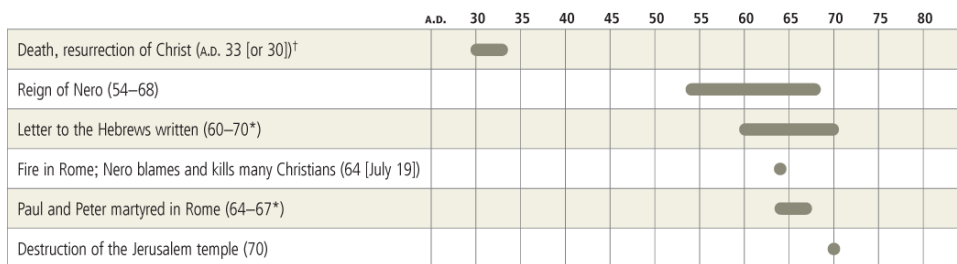 A.D. 30 35 40 45 50 55 60 65 70 75 80
Death, resurrection of Christ (A.D. 33 [or 30])†
Reign of Nero (54–68)
Letter to the Hebrews written (60–70*)
Fire in Rome; Nero blames and kills many Christians (64 [July 19])
Paul and Peter martyred in Rome (64–67*)
Destruction of the Jerusalem temple (70)